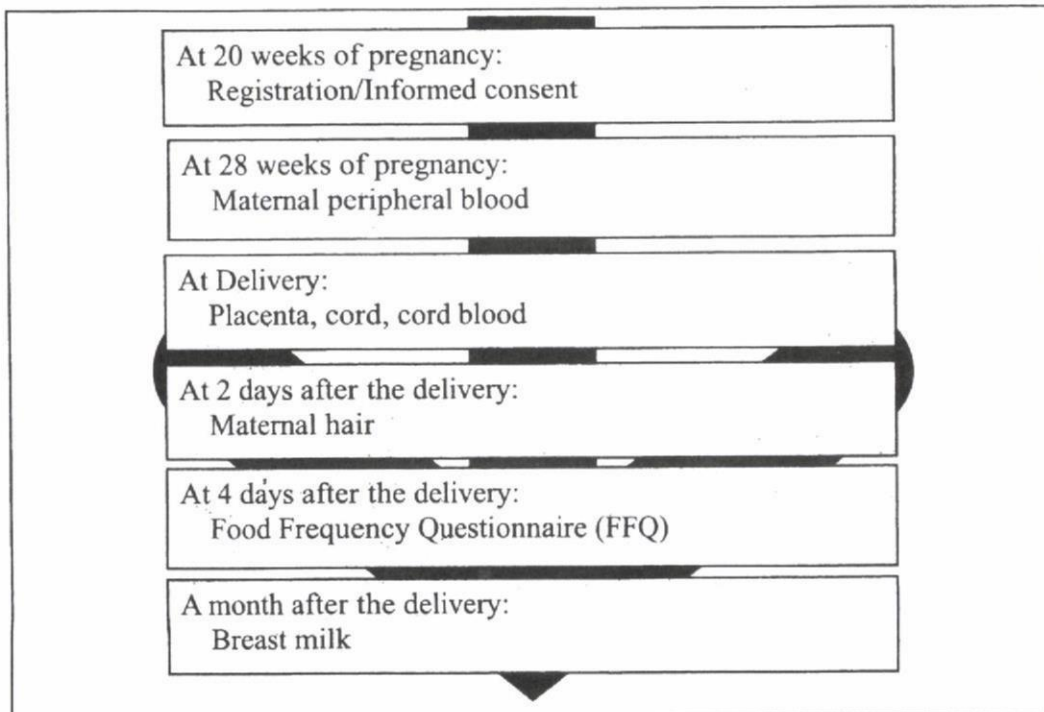 At 20 weeks of pregnancy:
Registration/Informed consent
At 28 weeks of pregnancy:
Maternal peripheral blood
At Delivery:
Placenta, cord, cord blood
At 2 days after the delivery:
Maternal hair
At 4 days after the delivery:
Food Frequency Questionnaire (FFQ)
A month after the delivery:
Breast milk